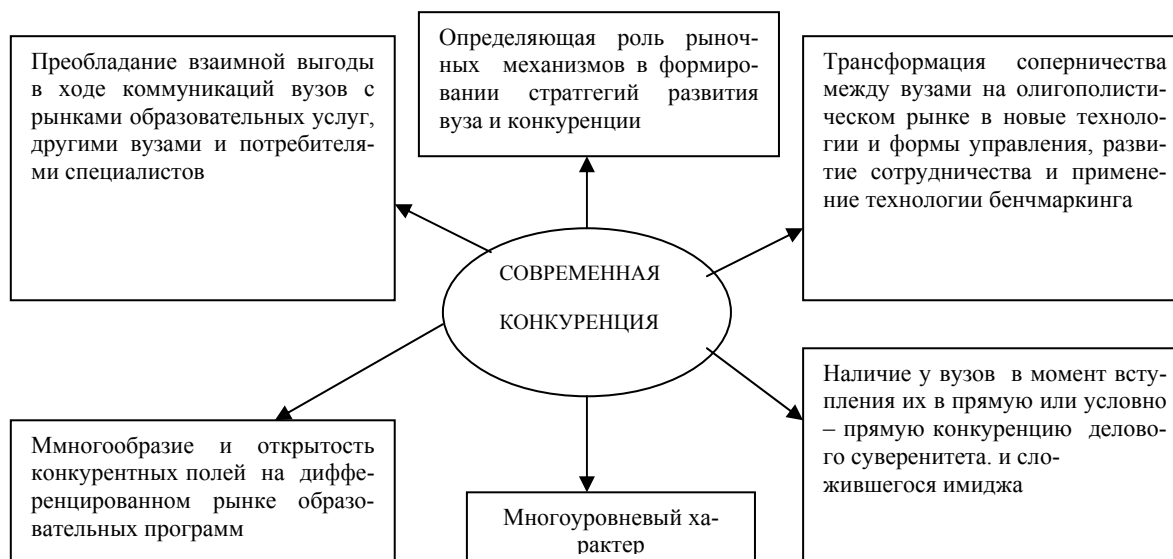 Преобладание взаимной выгоды
в ходе коммуникаций вузов с
рынками образовательных услуг,
другими вузами и потребителя-
ми специалистов
Определяющая роль рыноч-
ных механизмов в формиро-
вании стратгегий развития
вуза и конкуренции
Трансформация соперничества
между вузами на олигополисти-
ческом рынке в новые техноло-
гии и формы управления, разви-
тие сотрудничества и примене-
ние технологии бенчмаркинга
СОВРЕМЕННАЯ
КОНКУРЕНЦИЯ
Ммногообразие и открытость
конкурентных полей на диффе-
ренцированном рынке образо-
вательных программ
Многоуровневый ха-
рактер
Наличие у вузов в момент всту-
пления их в прямую или условно
– прямую конкуренцию делово-
го суверенитета. и сло-
жившегося имиджа